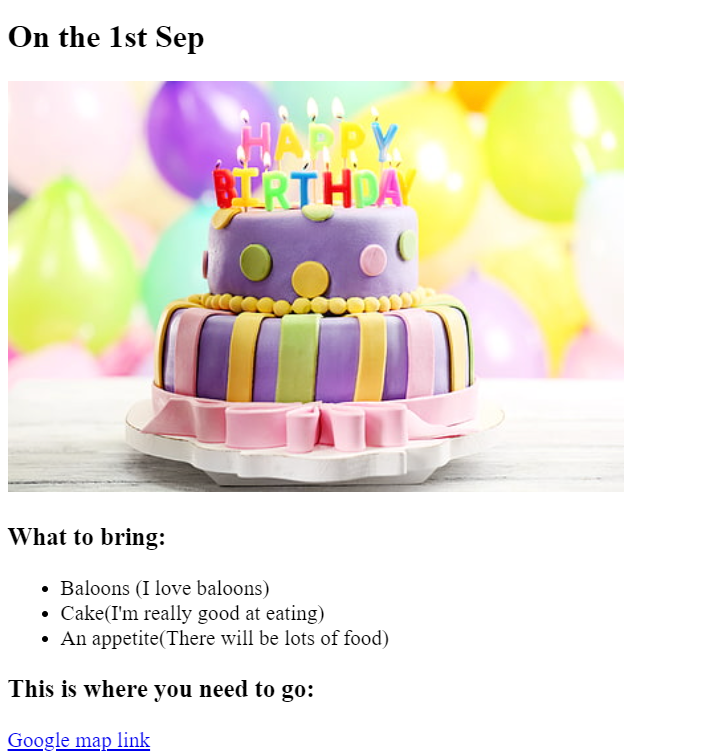 On the 1st Sep
HAPPY
BIRTHDAY
What to bring:
Baloons (I love baloons)
Cake(I'm really good at eating)
An appetite(There will be lots of food)
This is where you need to go:
Google map link